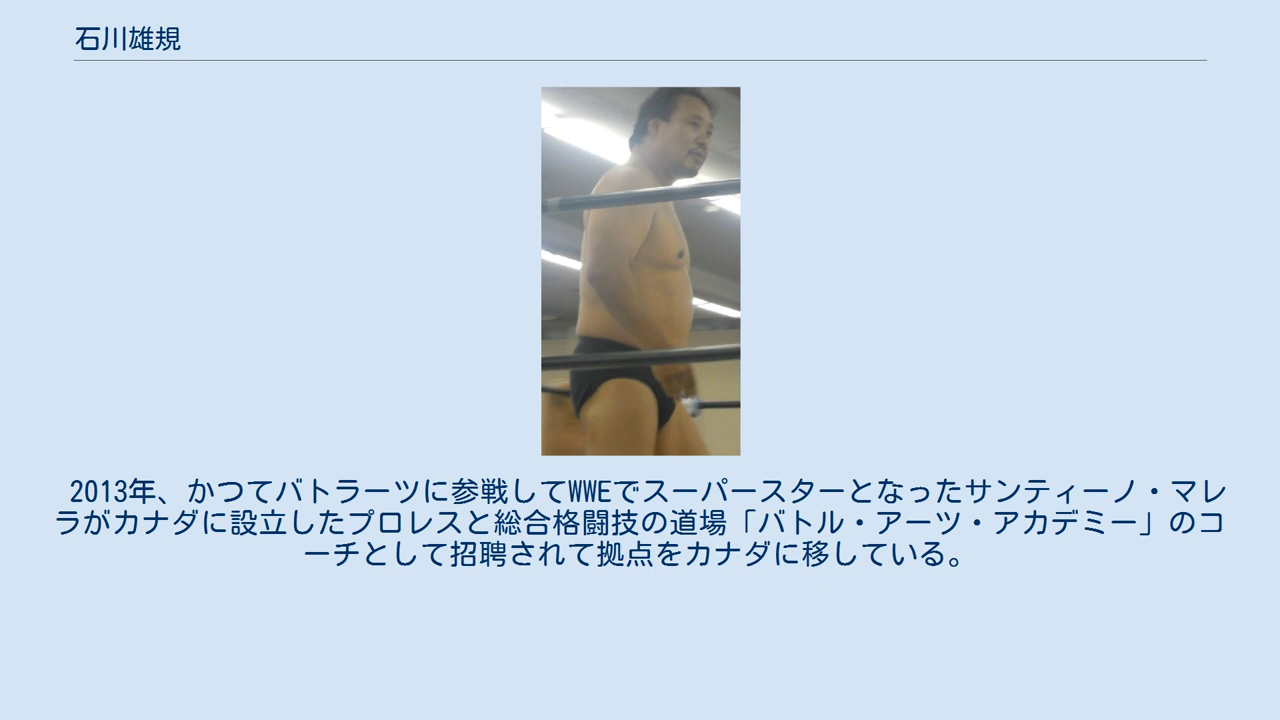 石川雄規
2013年、かつてバトラーツに参戦してWWEでスーパースターとなったサンティーノ・マレ
ラがカナダに設立したプロレスと総合格闘技の道場「バトル・アーツ・アカデミー」のコ
ーチとして招聘されて拠点をカナダに移している。